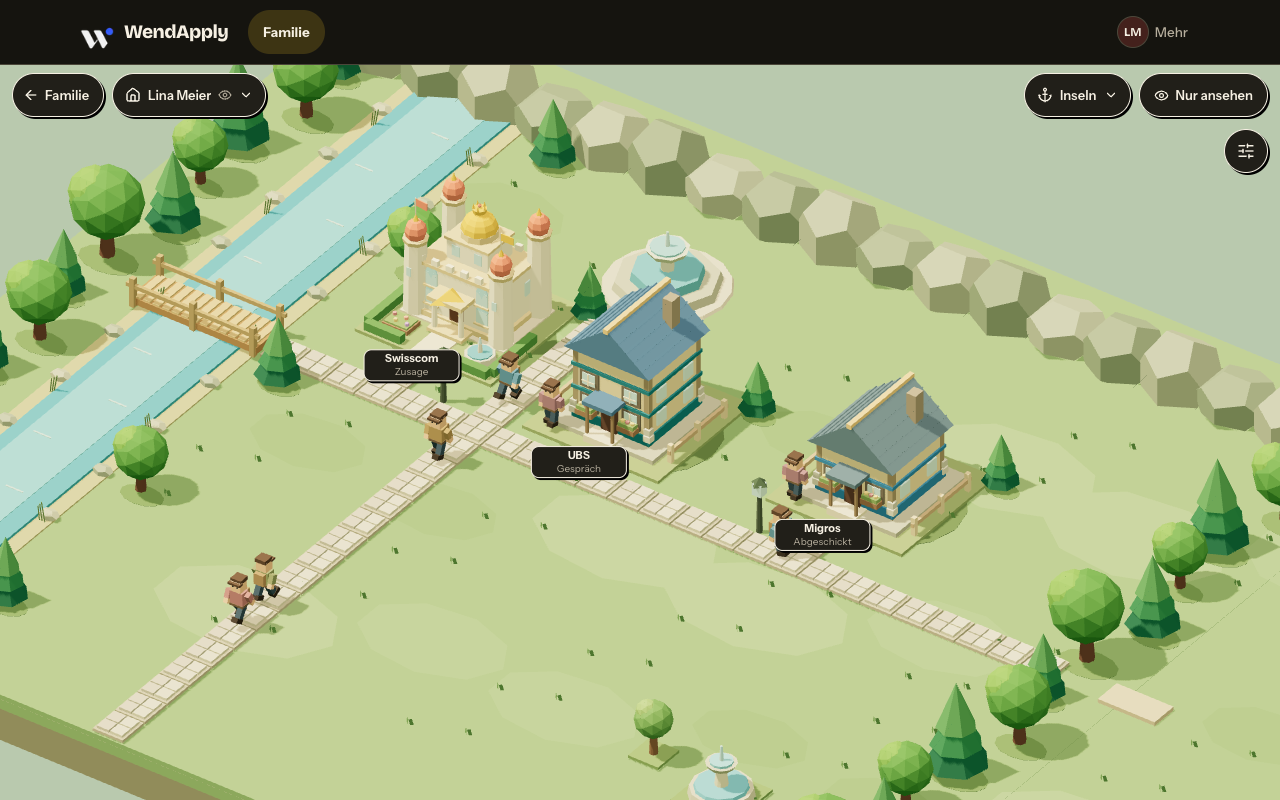 WendApply
Familie
LM
Mehr
Familie
Lina Meier
Inseln
Nur ansehen
Swisscom
Zusage
UBS
Gespräch
Migros
Abgeschickt